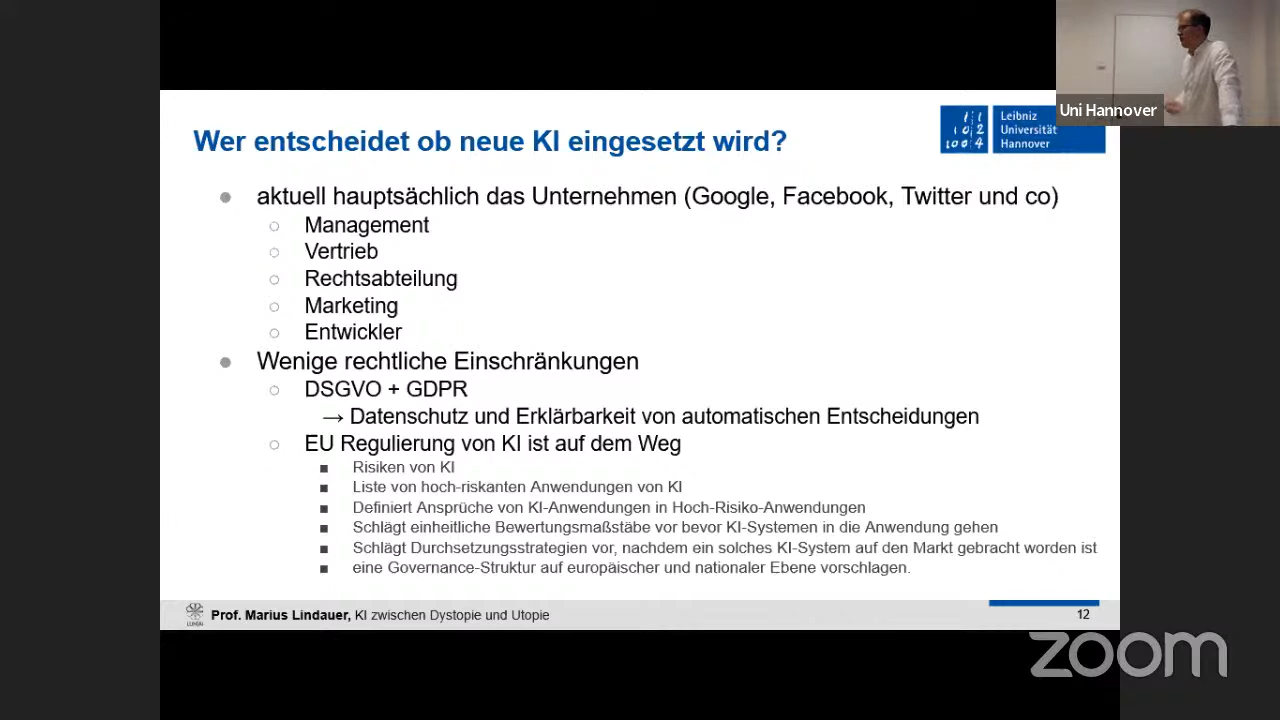 Uni Hannover
Wer entscheidet ob neue KI eingesetzt wird?
Leibniz
Universität
Hannover
aktuell hauptsächlich das Unternehmen (Google, Facebook, Twitter und co)
Management
Vertrieb
Rechtsabteilung
Marketing
Entwickler
Wenige rechtliche Einschränkungen
DSGVO + GDPR
→ Datenschutz und Erklärbarkeit von automatischen Entscheidungen
EU Regulierung von KI ist auf dem Weg
Risiken von KI
Liste von hoch-riskanten Anwendungen von KI
Definiert Ansprüche von KI-Anwendungen in Hoch-Risiko-Anwendungen
Schlägt einheitliche Bewertungsmaßstäbe vor bevor KI-Systemen in die Anwendung gehen
Schlägt Durchsetzungsstrategien vor, nachdem ein solches KI-System auf den Markt gebracht worden ist
eine Governance-Struktur auf europäischer und nationaler Ebene vorschlagen.
Prof. Marius Lindauer, KI zwischen Dystopie und Utopie
12
zoom